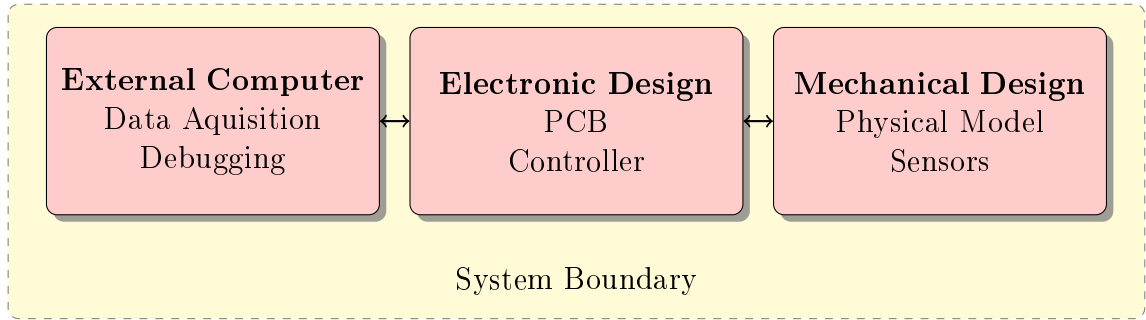 External Computer
Data Aquisition
Debugging
Electronic Design
PCB
Controller
Mechanical Design
Physical Model
Sensors
System Boundary